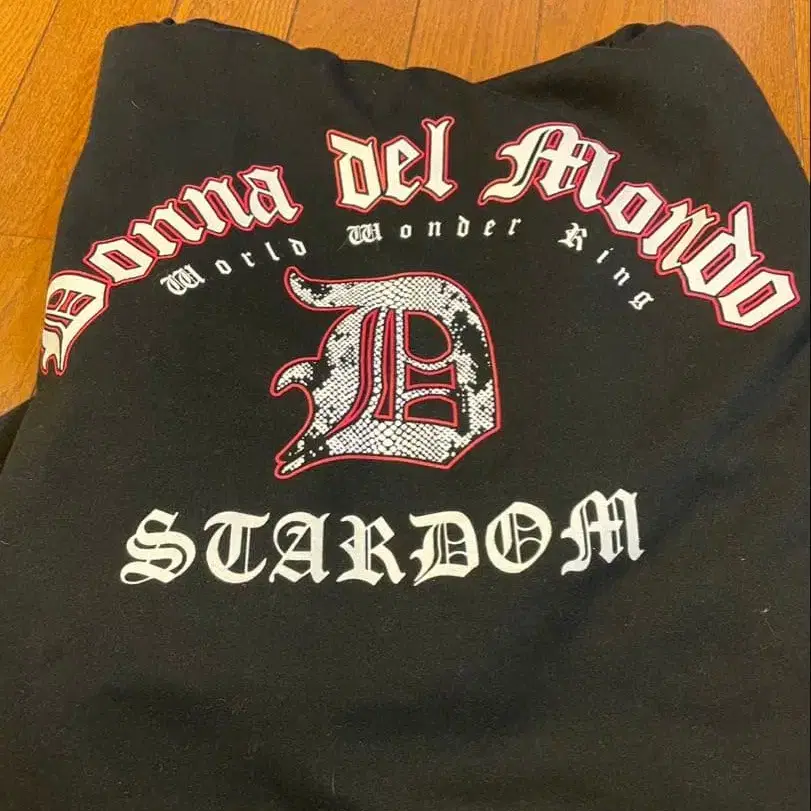 Donna del Mondo
World Wonder Ring
D
STARDOM